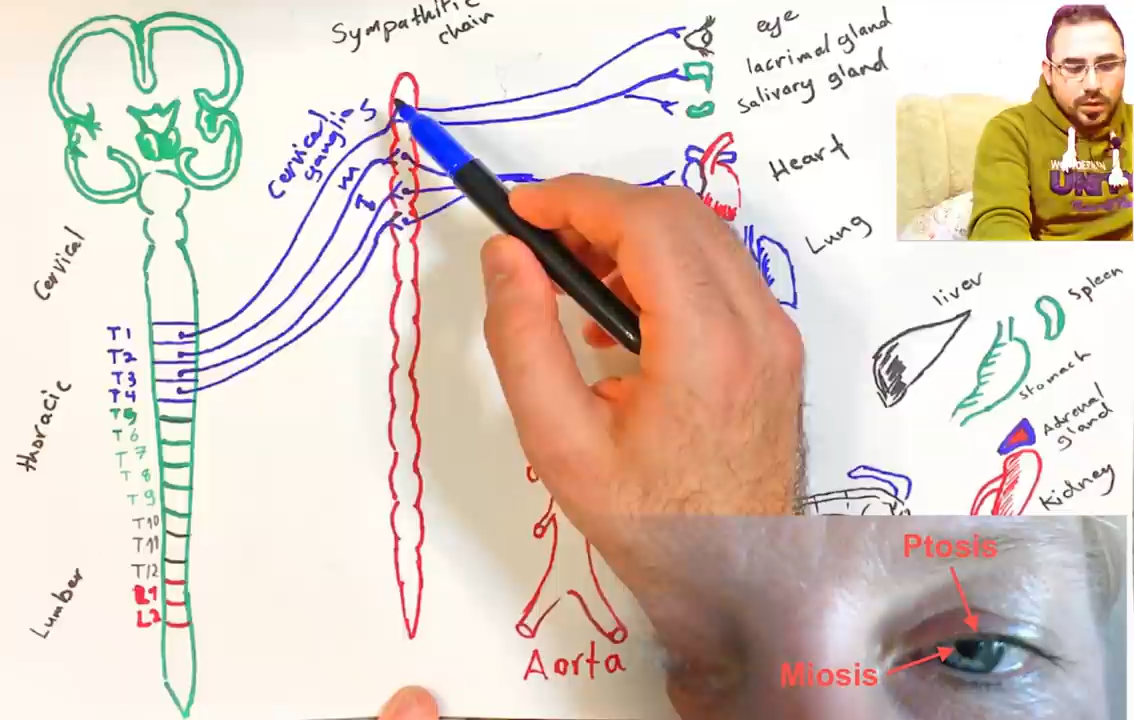 Sympathitic
chain
eye
lacrimal gland
Salivary gland
Cervical
ganglia
S
m
I
Heart
Lung
liver
Spleen
stomach
Adrenal
gland
Kidney
Cervical
thoracic
Lumber
T1
T2
T3
T4
T5
T6
T7
T8
T9
T10
T11
T12
L1
L2
Aorta
Ptosis
Miosis